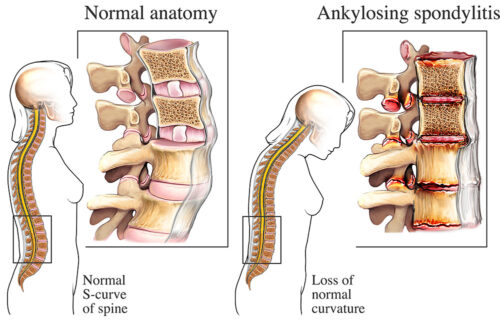 Normal anatomy
Ankylosing spondylitis
Normal
S-curve
of spine
Loss of
normal
curvature